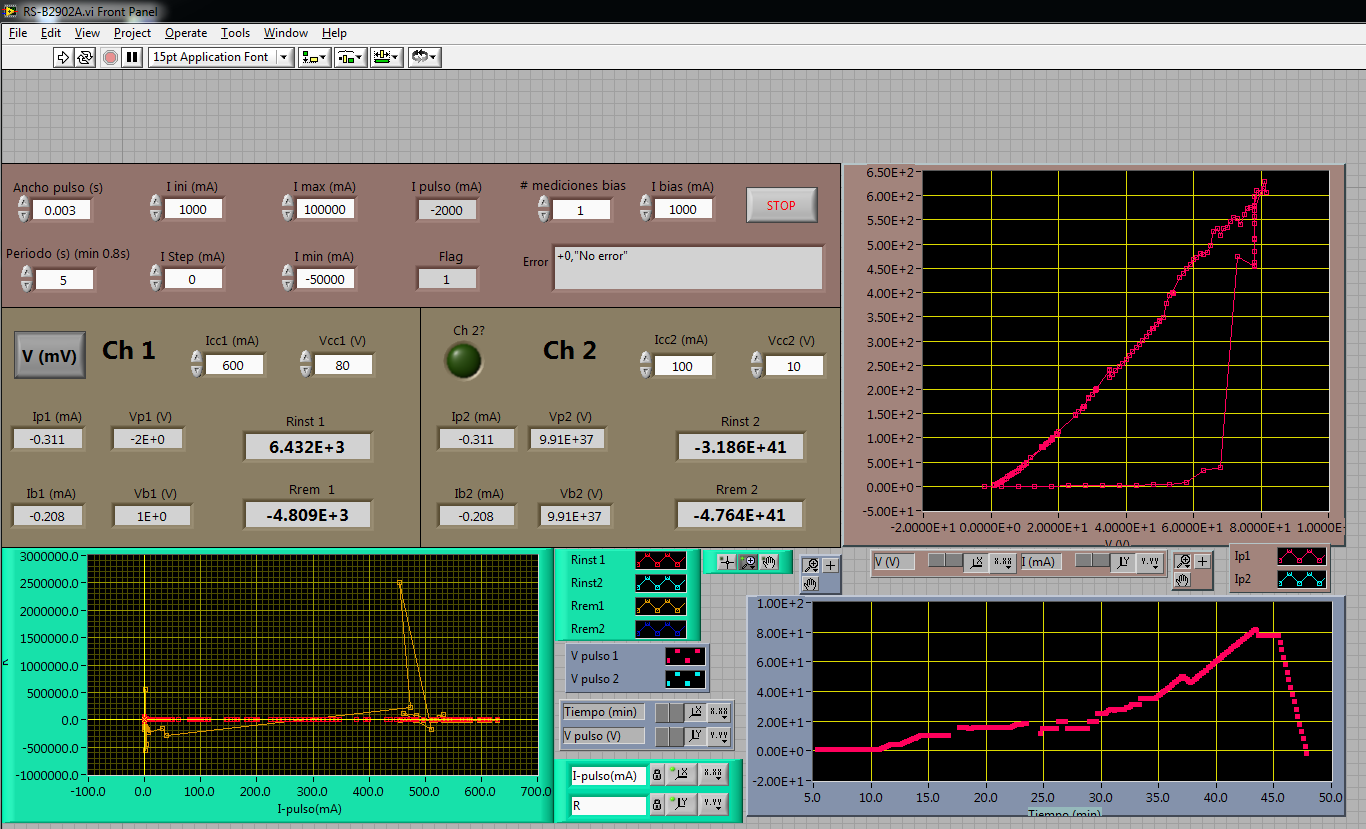 RS-B2902A.vi Front Panel
File Edit View Project Operate Tools Window Help
15pt Application Font
Ancho pulso (s) I ini (mA) I max (mA) I pulso (mA) # mediciones bias I bias (mA)
0.003 1000 100000 -2000 1 1000 STOP
Periodo (s) (min 0.8s) I Step (mA) I min (mA) Flag Error +0,"No error"
5 0 -50000 1
V (mV) Ch 1 Icc1 (mA) Vcc1 (V)
600 80
Ch 2? Ch 2 Icc2 (mA) Vcc2 (V)
100 10
Ip1 (mA) Vp1 (V) Rinst 1
-0.311 -2E+0 6.432E+3
Ib1 (mA) Vb1 (V) Rrem 1
-0.208 1E+0 -4.809E+3
Ip2 (mA) Vp2 (V) Rinst 2
-0.311 9.91E+37 -3.186E+41
Ib2 (mA) Vb2 (V) Rrem 2
-0.208 9.91E+37 -4.764E+41
6.50E+2
6.00E+2
5.50E+2
5.00E+2
4.50E+2
4.00E+2
3.50E+2
3.00E+2
2.50E+2
2.00E+2
1.50E+2
1.00E+2
5.00E+1
0.00E+0
-5.00E+1
-2.0000E+1 0.0000E+0 2.0000E+1 4.0000E+1 6.0000E+1 8.0000E+1 1.0000E+
V (V)
V (V) I (mA)
Ip1
Ip2
3000000.0
2500000.0
2000000.0
1500000.0
1000000.0
500000.0
0.0
-500000.0
-1000000.0
-100.0 0.0 100.0 200.0 300.0 400.0 500.0 600.0 700.0
I-pulso(mA)
Rinst 1
Rinst2
Rrem1
Rrem2
V pulso 1
V pulso 2
Tiempo (min)
V pulso (V)
I-pulso(mA)
R
1.00E+2
8.00E+1
6.00E+1
4.00E+1
2.00E+1
0.00E+0
-2.00E+1
5.0 10.0 15.0 20.0 25.0 30.0 35.0 40.0 45.0 50.0
Tiempo (min)